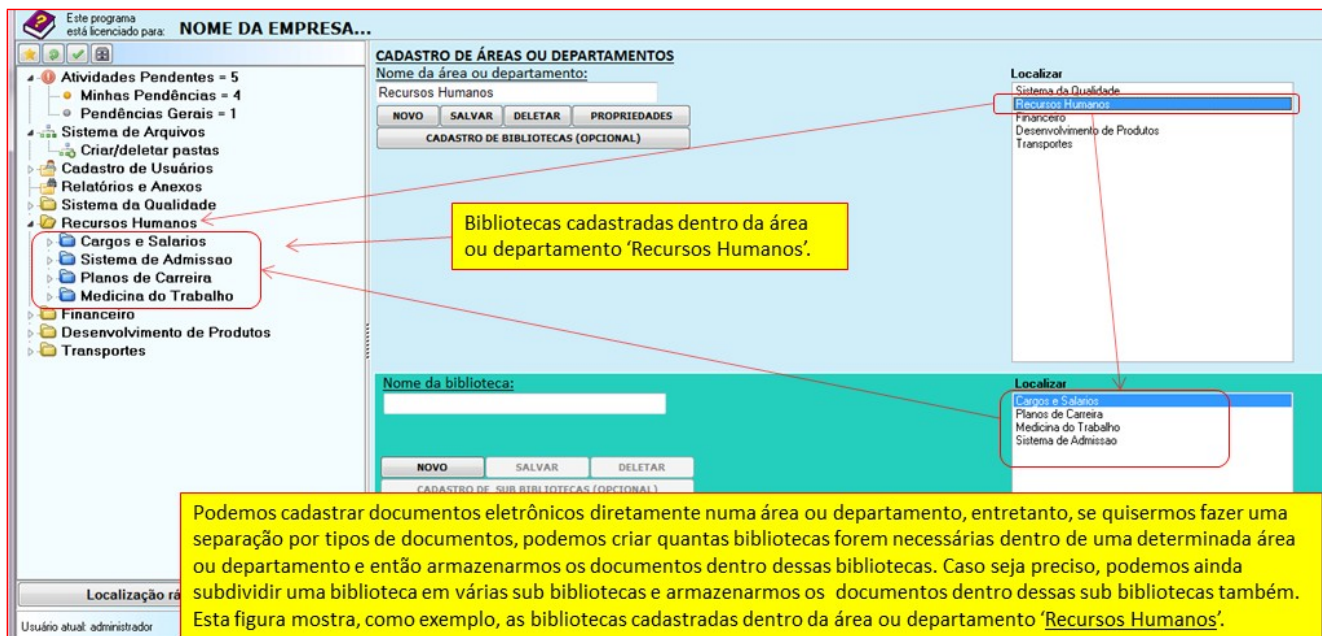 Este programa
está licenciado para: NOME DA EMPRESA...
Atividades Pendentes = 5
Minhas Pendências = 4
Pendências Gerais = 1
Sistema de Arquivos
Criar/deletar pastas
Cadastro de Usuários
Relatórios e Anexos
Sistema da Qualidade
Recursos Humanos
Cargos e Salarios
Sistema de Admissao
Planos de Carreira
Medicina do Trabalho
Financeiro
Desenvolvimento de Produtos
Transportes
CADASTRO DE ÁREAS OU DEPARTAMENTOS
Nome da área ou departamento:
Recursos Humanos
NOVO SALVAR DELETAR PROPRIEDADES
CADASTRO DE BIBLIOTECAS (OPCIONAL)
Localizar
Sistema da Qualidade
Recursos Humanos
Financeiro
Desenvolvimento de Produtos
Transportes
Bibliotecas cadastradas dentro da área
ou departamento ‘Recursos Humanos’.
Nome da biblioteca:
NOVO SALVAR DELETAR
CADASTRO DE SUB BIBLIOTECAS (OPCIONAL)
Localizar
Cargos e Salarios
Planos de Carreira
Medicina do Trabalho
Sistema de Admissao
Podemos cadastrar documentos eletrônicos diretamente numa área ou departamento, entretanto, se quisermos fazer uma
separação por tipos de documentos, podemos criar quantas bibliotecas forem necessárias dentro de uma determinada área
ou departamento e então armazenarmos os documentos dentro dessas bibliotecas. Caso seja preciso, podemos ainda
subdividir uma biblioteca em várias sub bibliotecas e armazenarmos os documentos dentro dessas sub bibliotecas também.
Esta figura mostra, como exemplo, as bibliotecas cadastradas dentro da área ou departamento ‘Recursos Humanos’.
Localização rá
Usuário atual: administrador